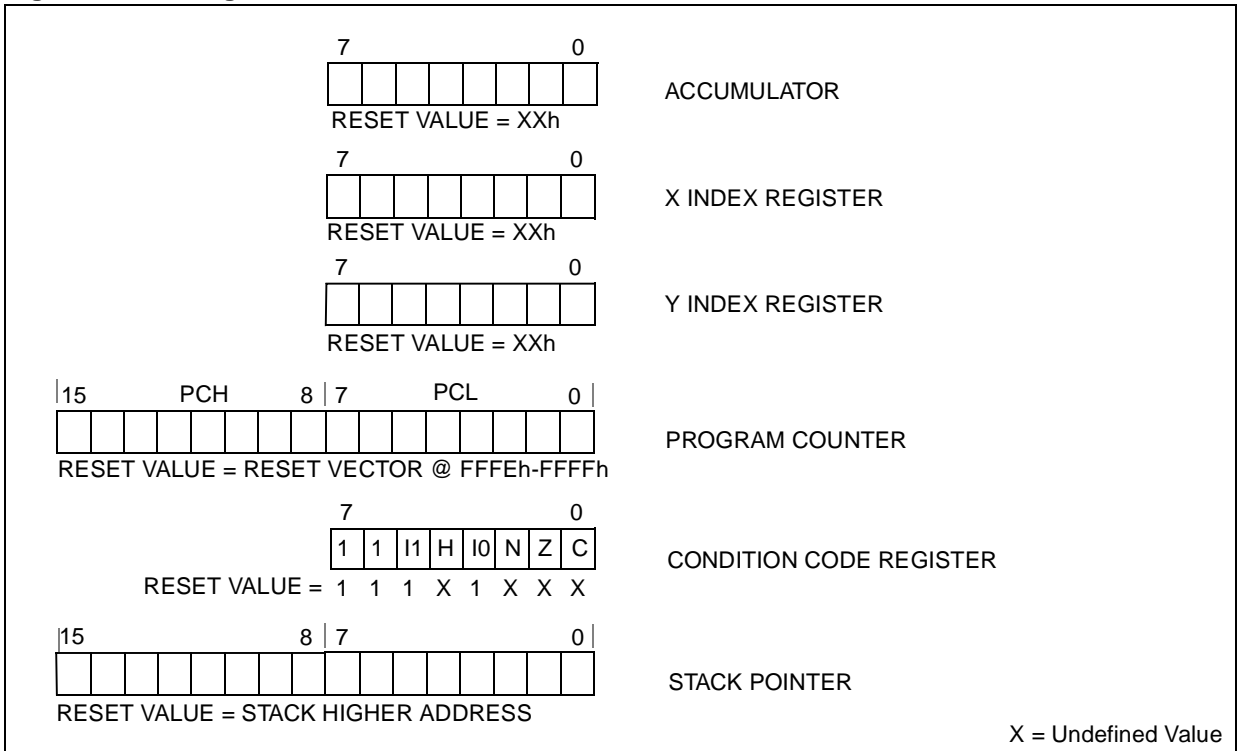 7 0
ACCUMULATOR
RESET VALUE = XXh
7 0
X INDEX REGISTER
RESET VALUE = XXh
7 0
Y INDEX REGISTER
RESET VALUE = XXh
15 PCH 8 7 PCL 0
PROGRAM COUNTER
RESET VALUE = RESET VECTOR @ FFFEh-FFFFh
7 0
1 1 I1 H I0 N Z C
CONDITION CODE REGISTER
RESET VALUE = 1 1 1 X 1 X X X
15 8 7 0
STACK POINTER
RESET VALUE = STACK HIGHER ADDRESS
X = Undefined Value